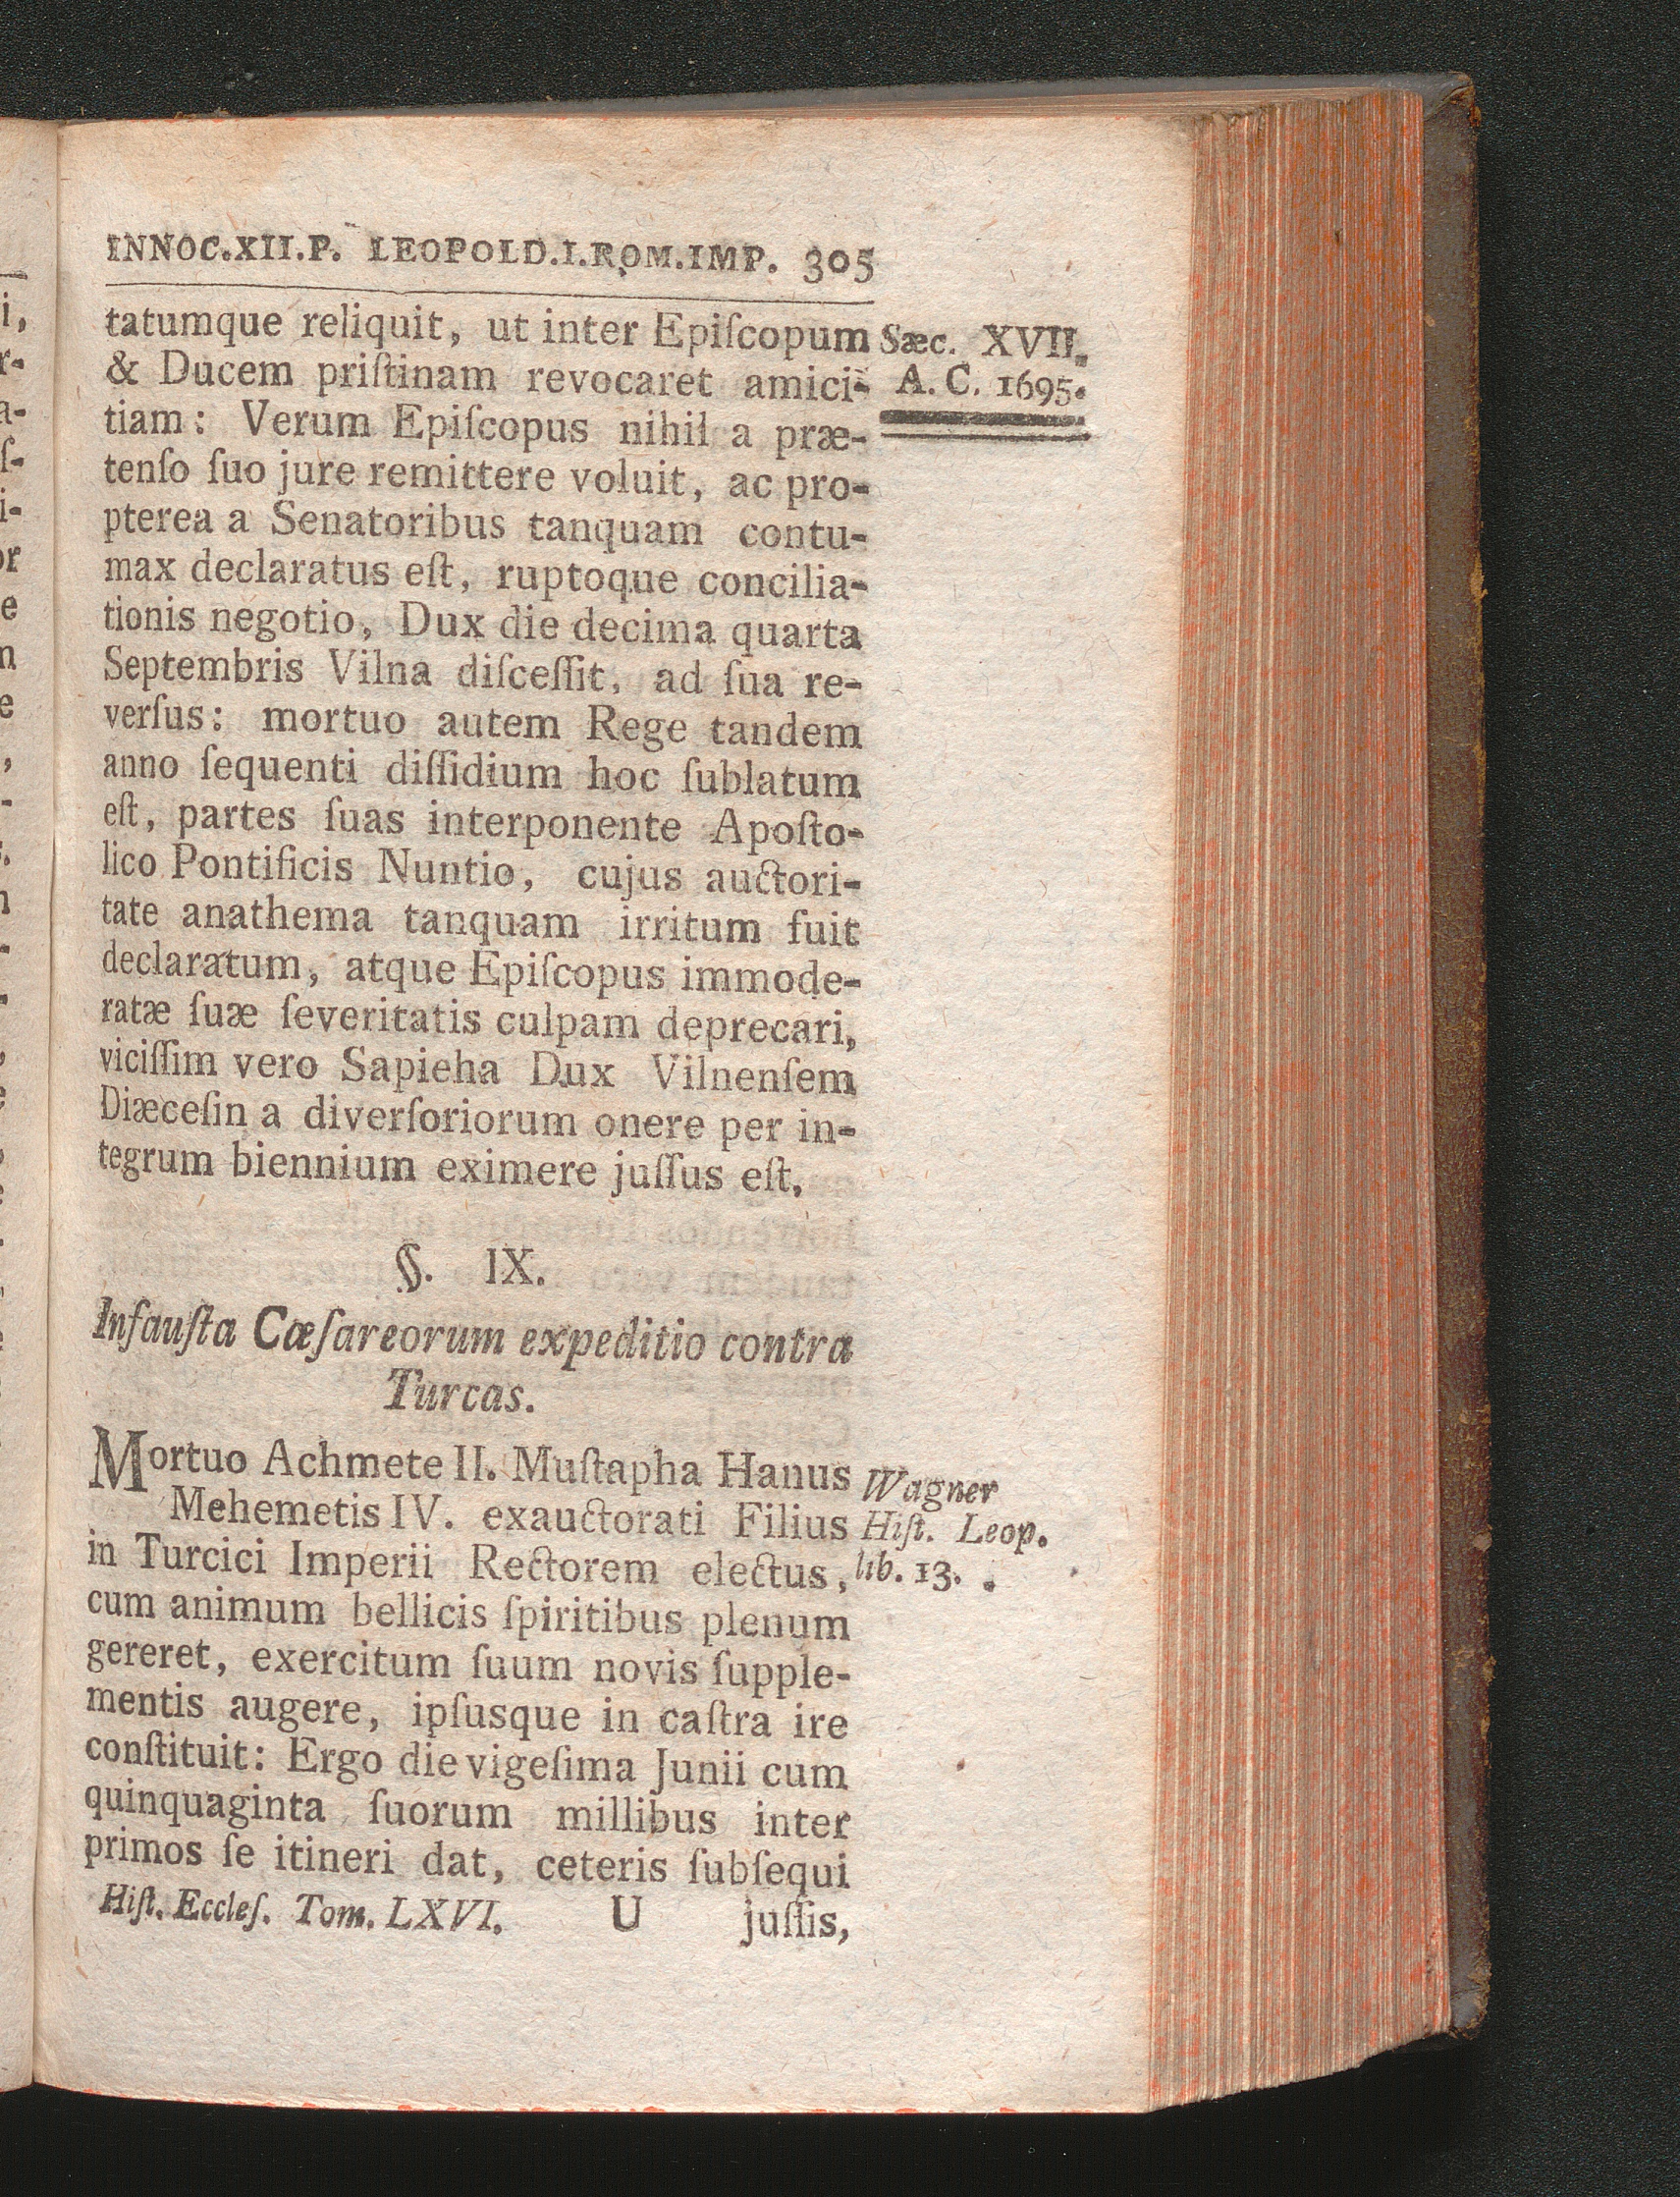 INNOC.XII.P. LEOPOLD.I.ROM.IMP. 305
tatumque reliquit, ut inter Epiſcopum
Sæc. XVII.
& Ducem priſtinam revocaret amici-
A. C. 1695.
tiam: Verum Epiſcopus nihil a præ-
tenſo ſuo jure remittere voluit, ac pro-
pterea a Senatoribus tanquam contu-
max declaratus eſt, ruptoque concilia-
tionis negotio, Dux die decima quarta
Septembris Vilna diſceſſit, ad ſua re-
verſus: mortuo autem Rege tandem
anno ſequenti diſſidium hoc ſublatum
eſt, partes ſuas interponente Apoſto-
lico Pontificis Nuntio, cujus auctori-
tate anathema tanquam irritum fuit
declaratum, atque Epiſcopus immode-
ratæ ſuæ ſeveritatis culpam deprecari,
viciſſim vero Sapieha Dux Vilnenſem
Diæceſin a diverſoriorum onere per in-
tegrum biennium eximere juſſus eſt.
§. IX.
Infauſta Cæſareorum expeditio contra
Turcas.
Mortuo Achmete II. Muſtapha Hanus
Wagner
Mehemetis IV. exauctorati Filius
Hiſt. Leop.
in Turcici Imperii Rectorem electus,
lib. 13.
cum animum bellicis ſpiritibus plenum
gereret, exercitum ſuum novis ſupple-
mentis augere, ipſusque in caſtra ire
conſtituit: Ergo die vigeſima Junii cum
quinquaginta ſuorum millibus inter
primos ſe itineri dat, ceteris ſubſequi
Hiſt. Eccleſ. Tom. LXVI. U juſſis,